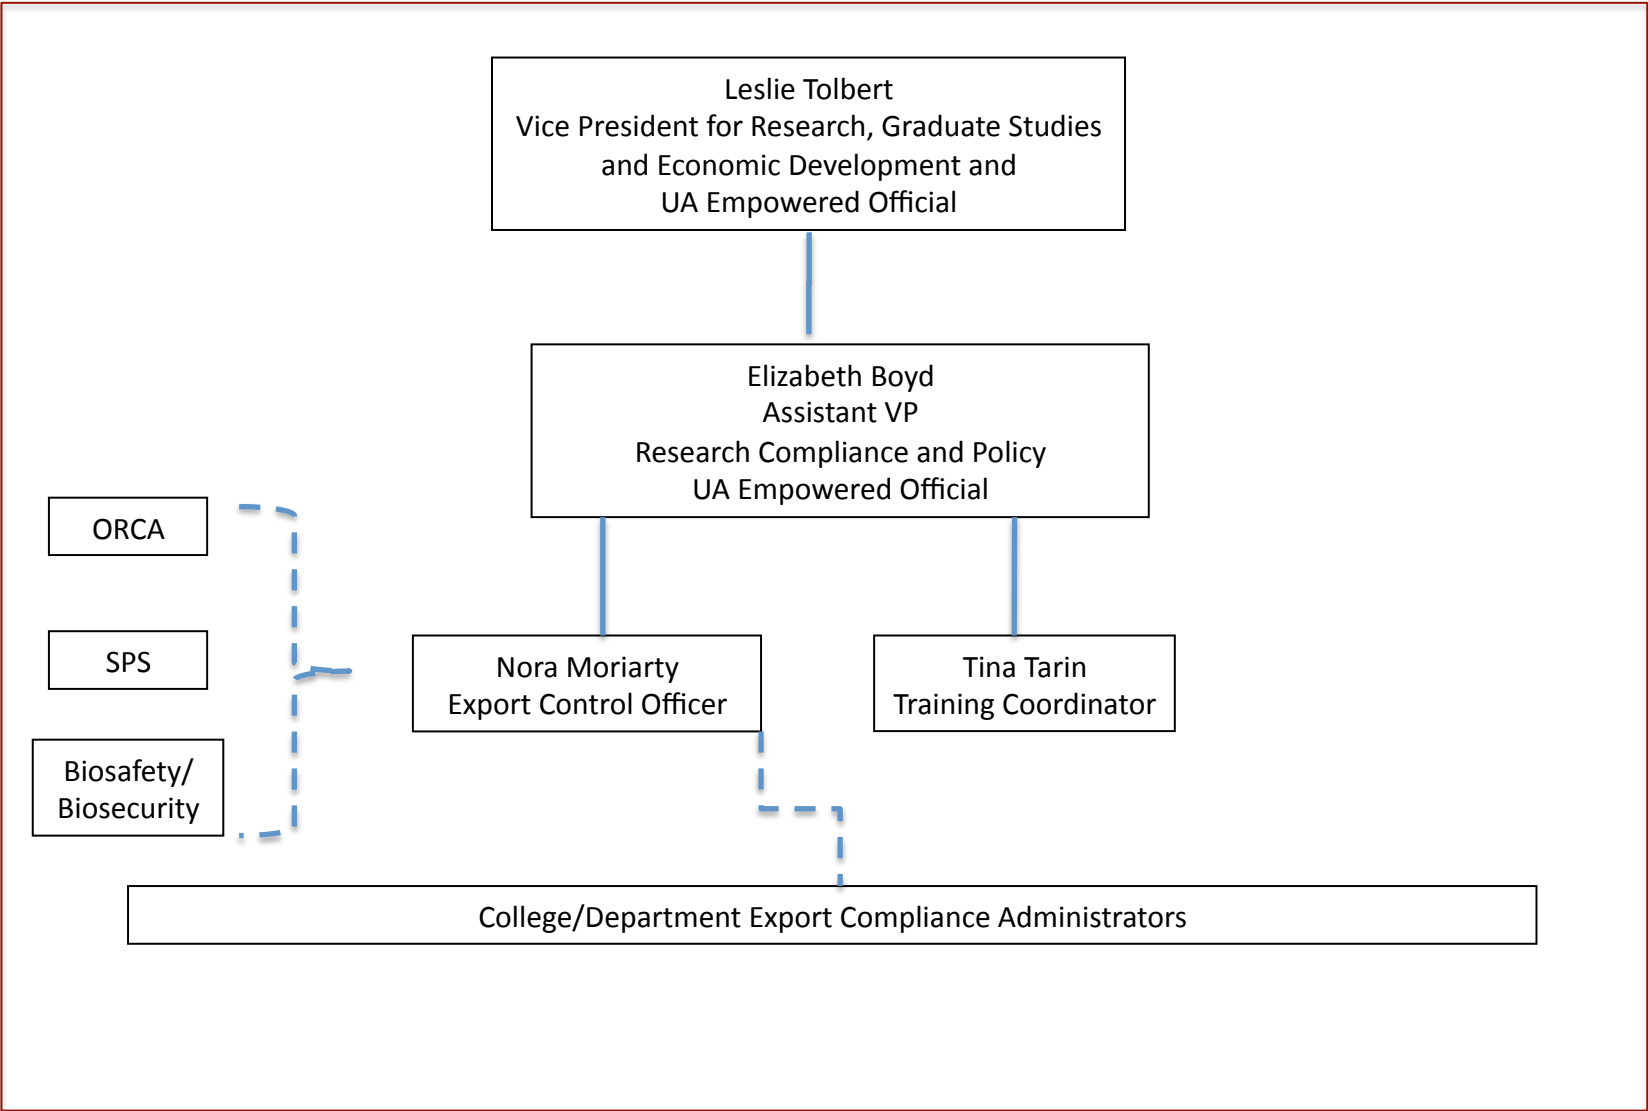 Leslie Tolbert
Vice President for Research, Graduate Studies
and Economic Development and
UA Empowered Official
Elizabeth Boyd
Assistant VP
Research Compliance and Policy
UA Empowered Official
ORCA
SPS
Biosafety/
Biosecurity
Nora Moriarty
Export Control Officer
Tina Tarin
Training Coordinator
College/Department Export Compliance Administrators